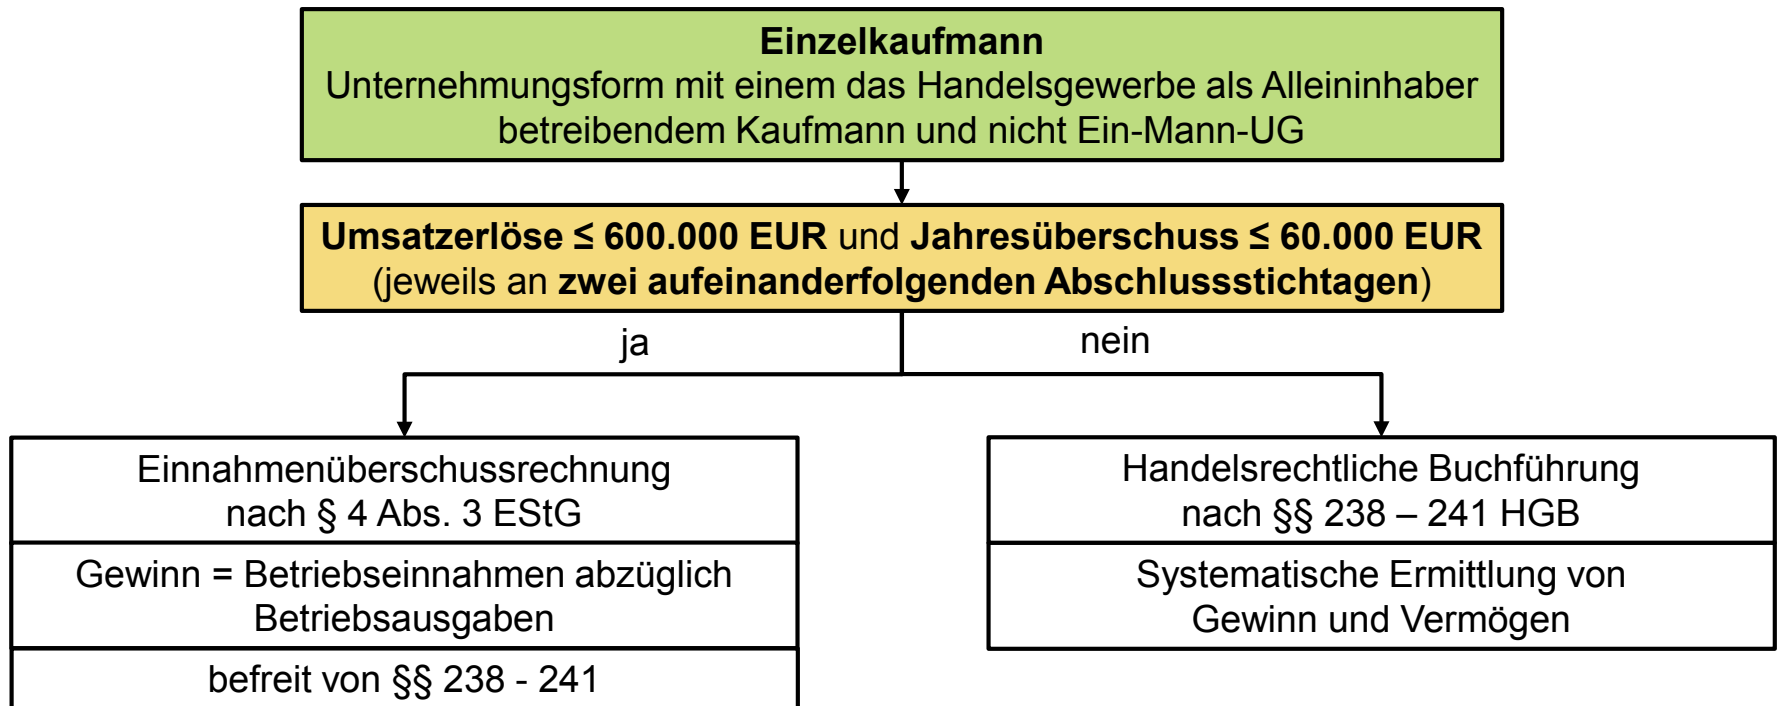 Einzelkaufmann
Unternehmungsform mit einem das Handelsgewerbe als Alleininhaber
betreibendem Kaufmann und nicht Ein-Mann-UG
Umsatzerlöse ≤ 600.000 EUR und Jahresüberschuss ≤ 60.000 EUR
(jeweils an zwei aufeinanderfolgenden Abschlussstichtagen)
ja
nein
Einnahmenüberschussrechnung
nach § 4 Abs. 3 EStG
Gewinn = Betriebseinnahmen abzüglich
Betriebsausgaben
befreit von §§ 238 - 241
Handelsrechtliche Buchführung
nach §§ 238 – 241 HGB
Systematische Ermittlung von
Gewinn und Vermögen